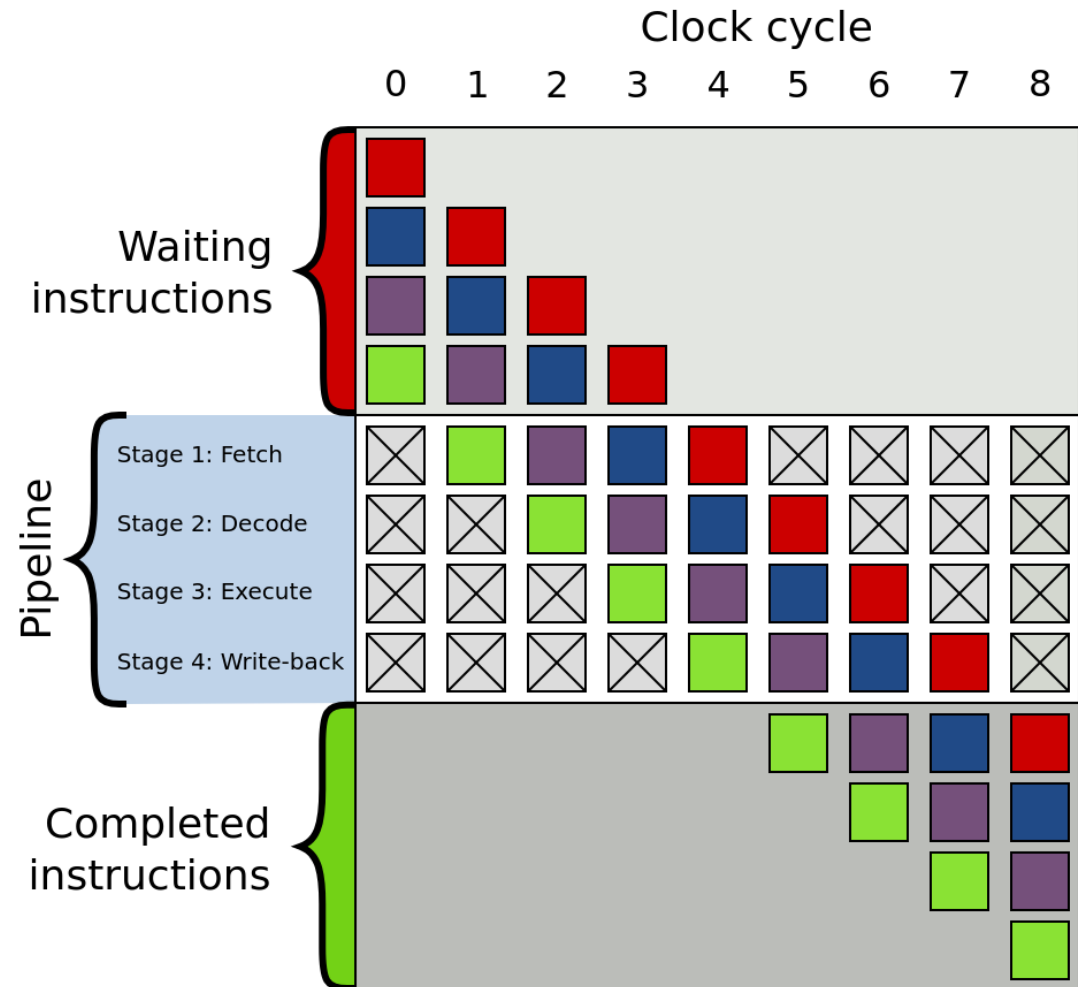 Clock cycle
0 1 2 3 4 5 6 7 8
Waiting
instructions
Pipeline
Stage 1: Fetch
Stage 2: Decode
Stage 3: Execute
Stage 4: Write-back
Completed
instructions